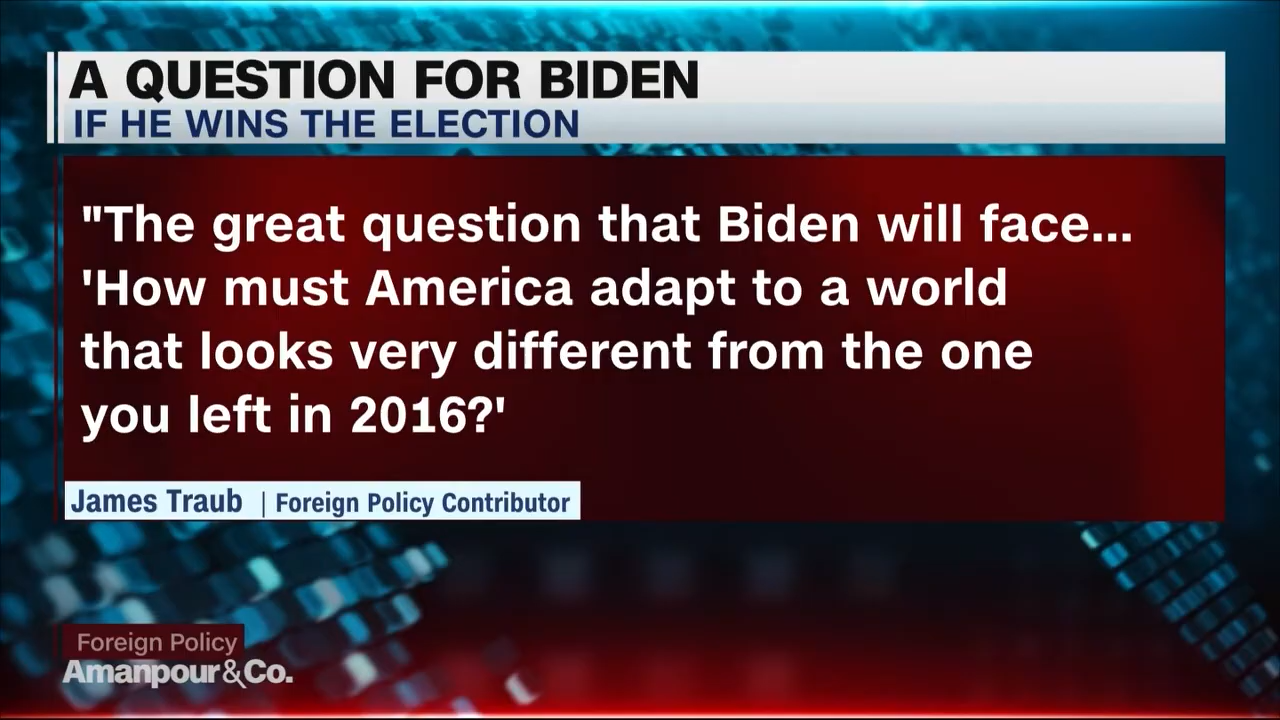 A QUESTION FOR BIDEN
IF HE WINS THE ELECTION
"The great question that Biden will face...
'How must America adapt to a world
that looks very different from the one
you left in 2016?'
James Traub | Foreign Policy Contributor
Foreign Policy
Amanpour&Co.